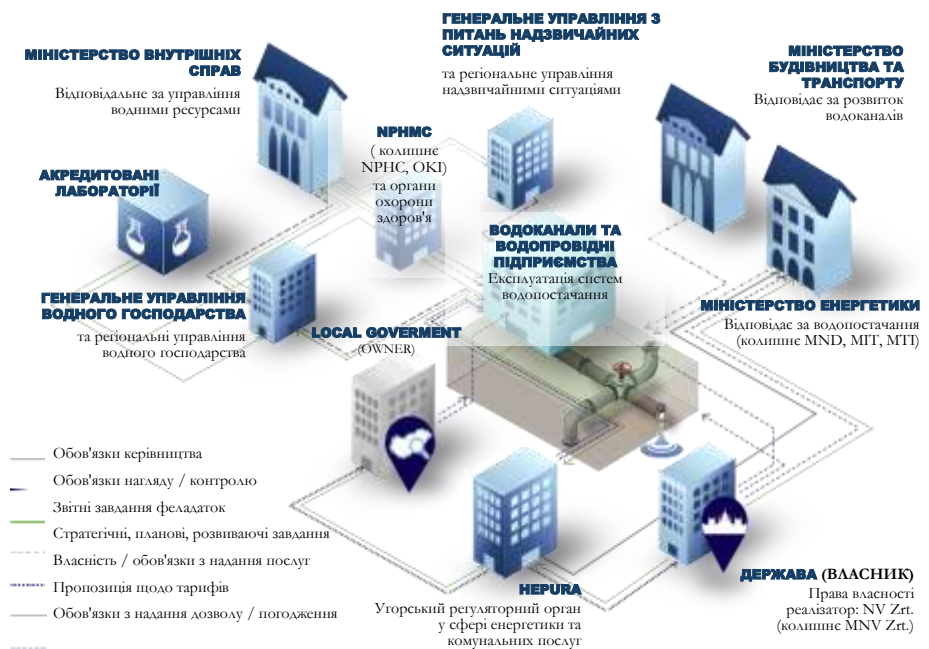 ГЕНЕРАЛЬНЕ УПРАВЛІННЯ З
ПИТАНЬ НАДЗВИЧАЙНИХ
СИТУАЦІЙ
та регіональне управління
надзвичайними ситуаціями
МІНІСТЕРСТВО ВНУТРІШНІХ
СПРАВ
Відповідальне за управління
водними ресурсами
МІНІСТЕРСТВО
БУДІВНИЦТВА ТА
ТРАНСПОРТУ
Відповідає за розвиток
водоканалів
NPHMC
( колишнє
NPHC, OKI)
та органи
охорони
здоров'я
АКРЕДИТОВАНІ
ЛАБОРАТОРІЇ
ВОДОКАНАЛИ ТА
ВОДОПРОВІДНІ
ПІДПРИЄМСТВА
Експлуатація систем
водопостачання
ГЕНЕРАЛЬНЕ УПРАВЛІННЯ
ВОДНОГО ГОСПОДАРСТВА
та регіональні управління
водного господарства
LOCAL GOVERMENT
(OWNER)
МІНІСТЕРСТВО ЕНЕРГЕТИКИ
Відповідає за водопостачання
(колишнє MND, MIT, MTI)
Обов'язки керівництва
Обов'язки нагляду / контролю
Звітні завдання феладаток
Стратегічні, планові, розвиваючі завдання
Власність / обов'язки з надання послуг
Пропозиція щодо тарифів
Обов'язки з надання дозволу / погодження
HEPURA
Угорський регуляторний орган
у сфері енергетики та
комунальних послуг
ДЕРЖАВА (ВЛАСНИК)
Права власності
реалізатор: NV Zrt.
(колишнє MNV Zrt.)